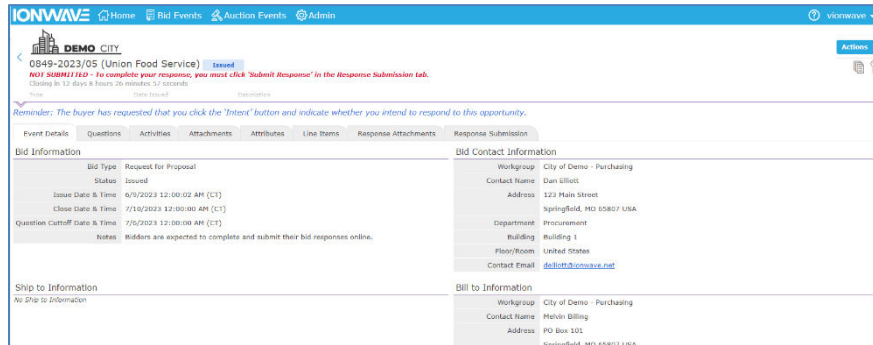 IONWAVE Home Bid Events Auction Events Admin vionwave
DEMO CITY
Actions
0849-2023/05 (Union Food Service) Issued
NOT SUBMITTED - To complete your response, you must click 'Submit Response' in the Response Submission tab.
Closing in 12 days 8 hours 26 minutes 57 seconds
Type Date Issued Description
Reminder: The buyer has requested that you click the 'Intent' button and indicate whether you intend to respond to this opportunity.
Event Details Questions Activities Attachments Attributes Line Items Response Attachments Response Submission
Bid Information
Bid Type Request for Proposal
Status Issued
Issue Date & Time 6/9/2023 12:00:02 AM (CT)
Close Date & Time 7/10/2023 12:00:00 AM (CT)
Question Cuttoff Date & Time 7/6/2023 12:00:00 AM (CT)
Notes Bidders are expected to complete and submit their bid responses online.
Ship to Information
No Ship to Information
Bid Contact Information
Workgroup City of Demo - Purchasing
Contact Name Dan Elliott
Address 123 Main Street
Springfield, MO 65807 USA
Department Procurement
Building Building 1
Floor/Room United States
Contact Email delliott@ionwave.net
Bill to Information
Workgroup City of Demo - Purchasing
Contact Name Melvin Billing
Address PO Box 101
Springfield, MO 65807 USA